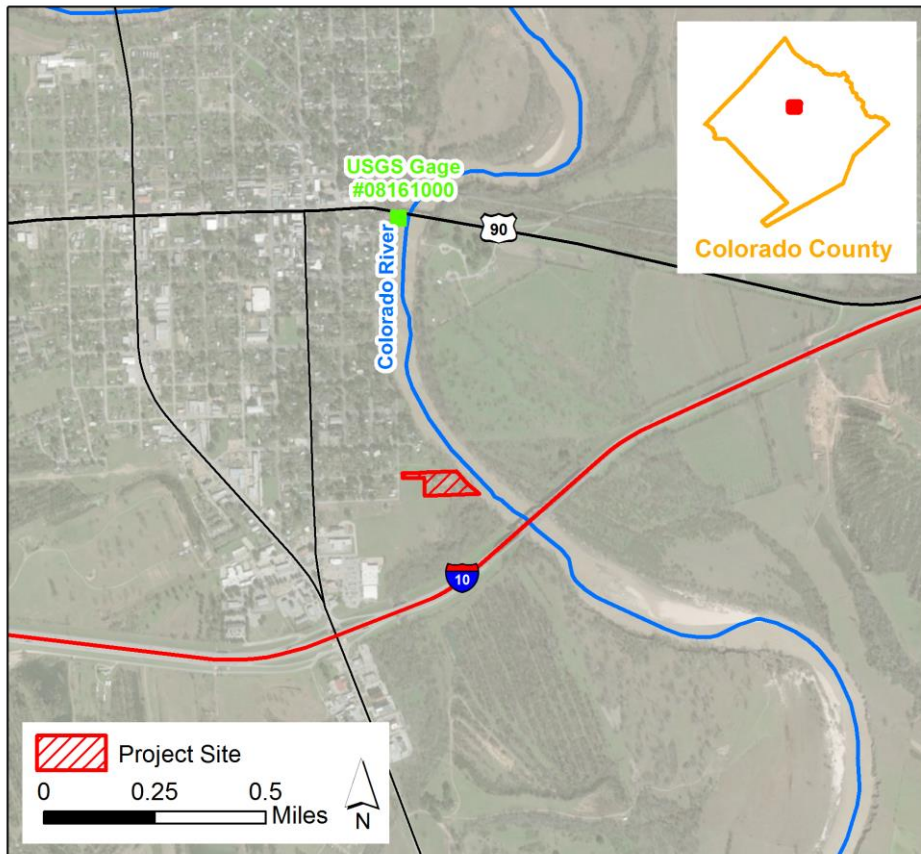 USGS Gage
#08161000
90
Colorado River
Colorado County
10
Project Site
0 0.25 0.5
Miles
N